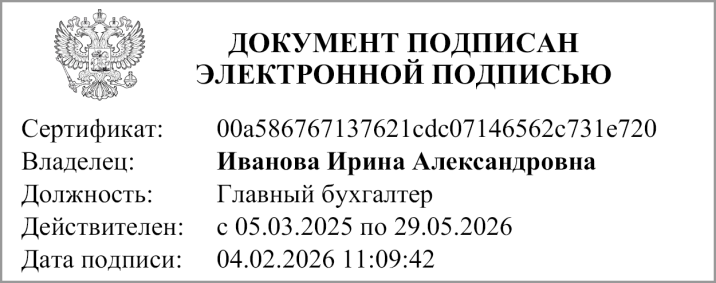 ДОКУМЕНТ ПОДПИСАН
ЭЛЕКТРОННОЙ ПОДПИСЬЮ
Сертификат: 00a586767137621cdc07146562c731e720
Владелец: Иванова Ирина Александровна
Должность: Главный бухгалтер
Действителен: с 05.03.2025 по 29.05.2026
Дата подписи: 04.02.2026 11:09:42